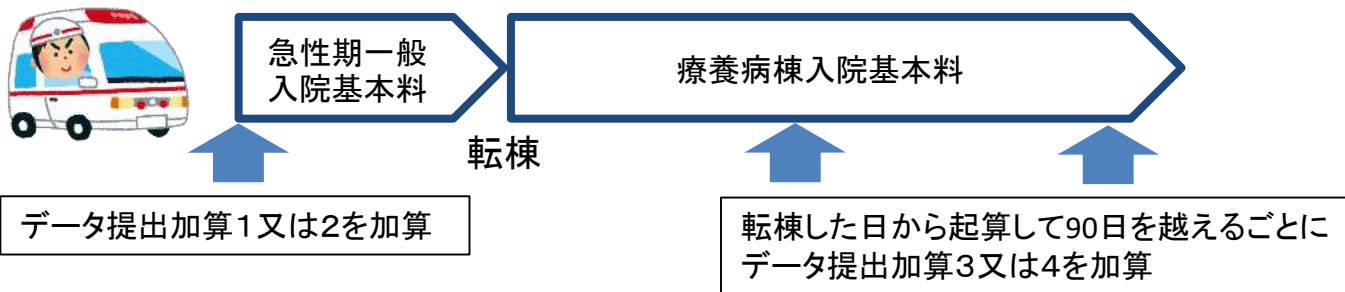 急性期一般
入院基本料
療養病棟入院基本料
転棟
データ提出加算1又は2を加算
転棟した日から起算して90日を越えるごとに
データ提出加算3又は4を加算